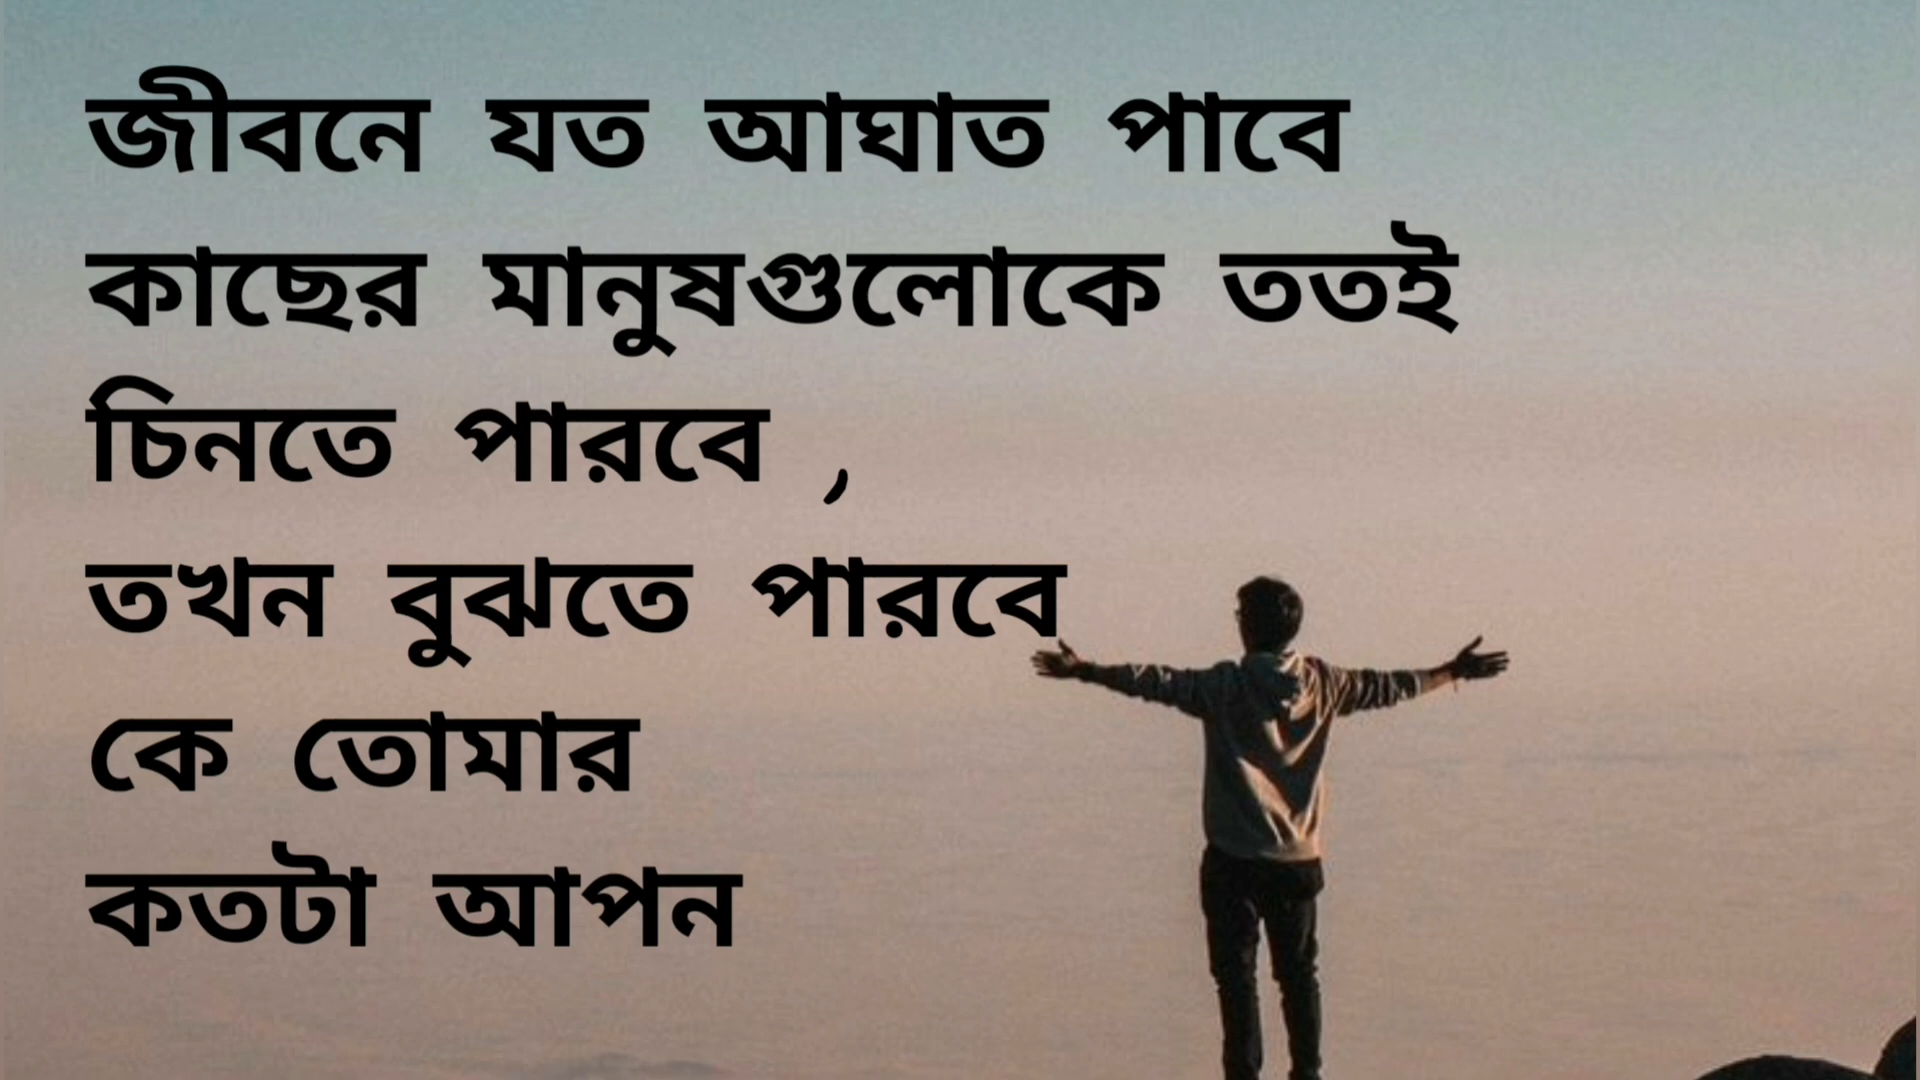 জীবনে যত আঘাত পাবে
কাছের মানুষগুলোকে ততই
চিনতে পারবে ,
তখন বুঝতে পারবে
কে তোমার
কতটা আপন